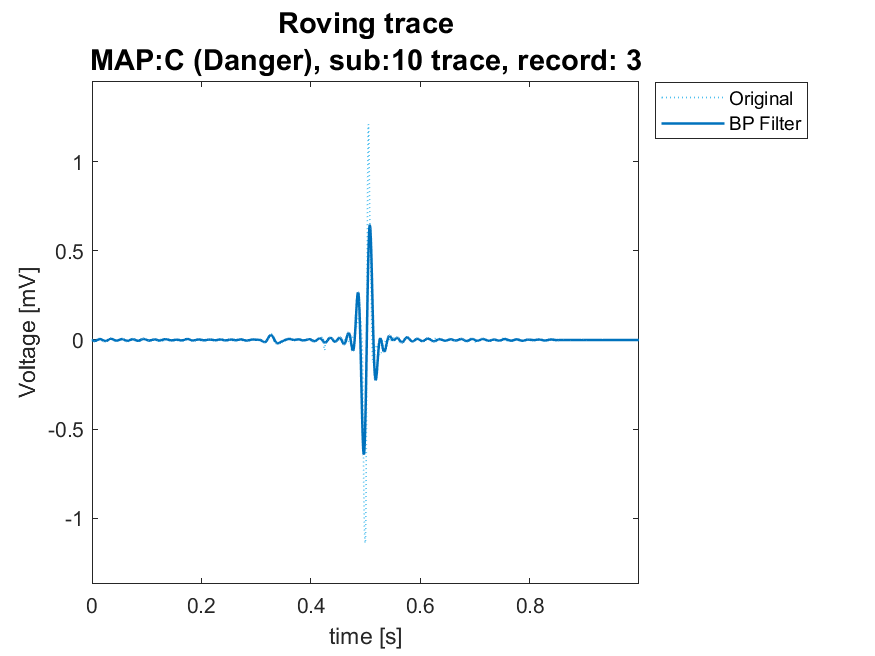 Roving trace
MAP:C (Danger), sub:10 trace, record: 3
Original
BP Filter
1
0.5
0
-0.5
-1
Voltage [mV]
0
0.2
0.4
0.6
0.8
time [s]